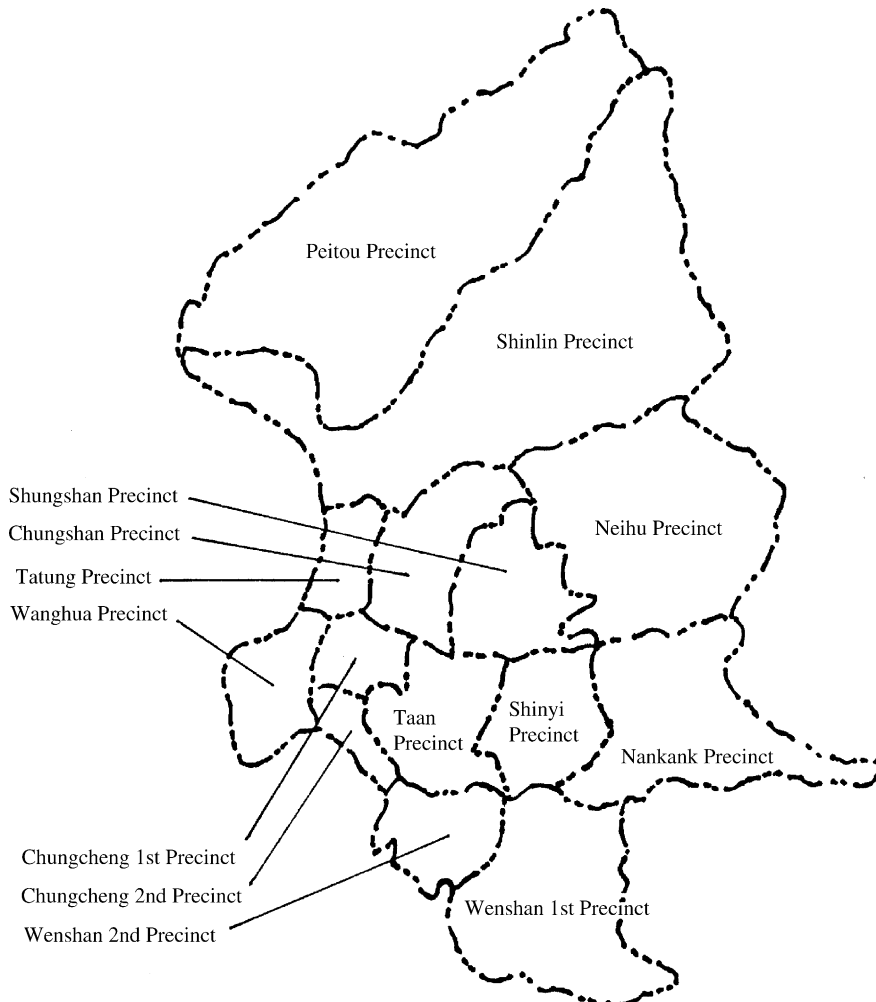 Peitou Precinct
Shinlin Precinct
Shungshan Precinct
Chungshan Precinct
Neihu Precinct
Tatung Precinct
Wanghua Precinct
Taan
Precinct
Shinyi
Precinct
Nankank Precinct
Chungcheng 1st Precinct
Chungcheng 2nd Precinct
Wenshan 1st Precinct
Wenshan 2nd Precinct